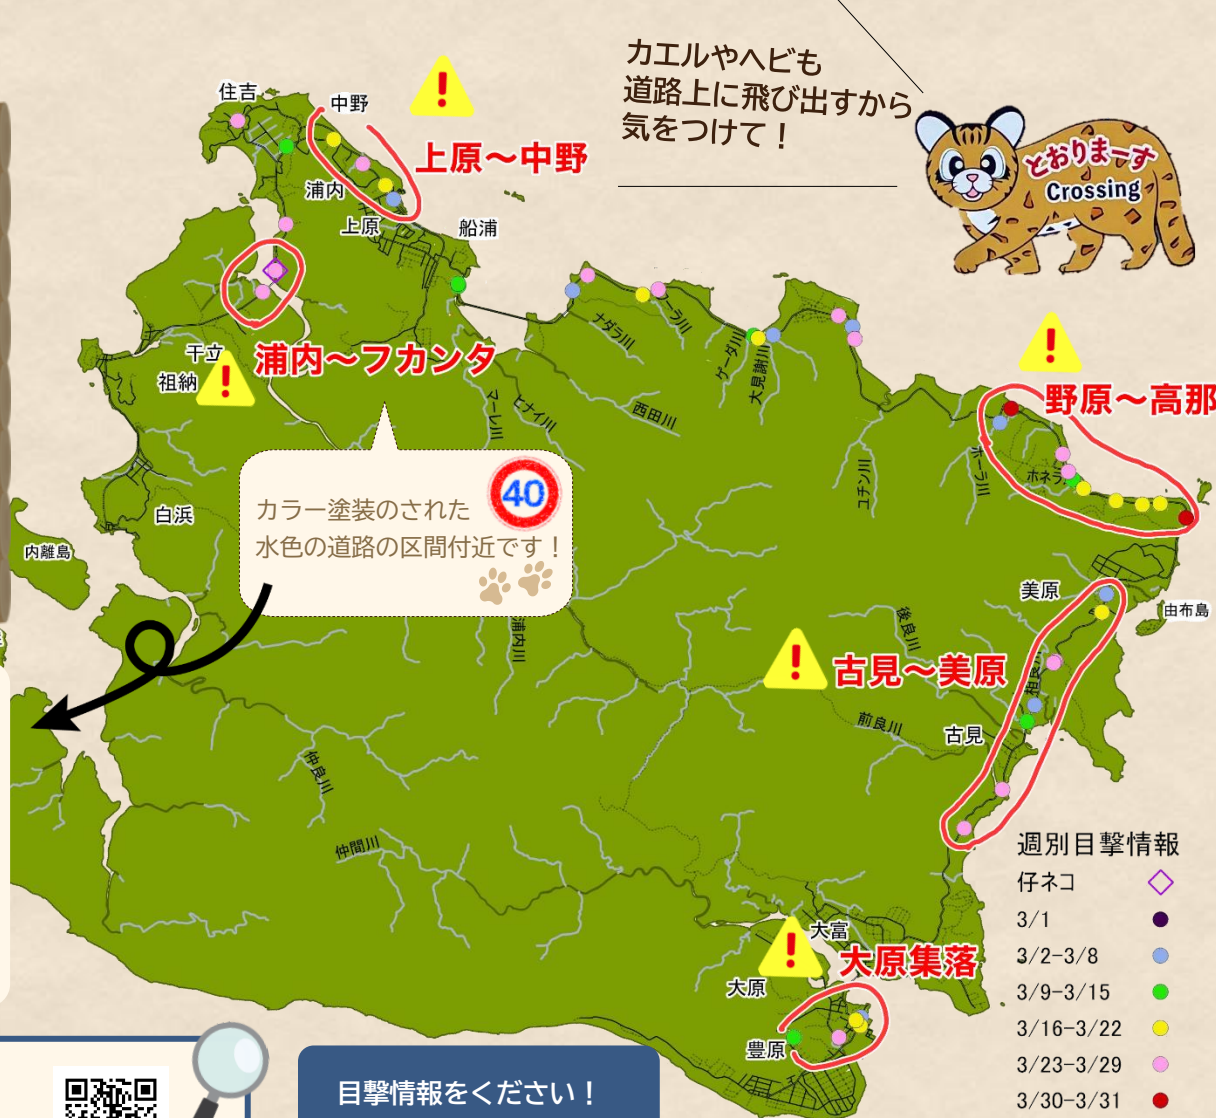 カエルやヘビも
道路上に飛び出すから
気をつけて！
とおりまーす
Crossing
住吉
中野
上原～中野
浦内
上原
船浦
干立
祖納
浦内～フカンタ
ナダラ川
ーラ川
ゲータ川
大見謝川
野原～高那
マーレ川
ヒナイ川
西田川
ユチン川
ホーラ川
ホネラ
40
カラー塗装のされた
水色の道路の区間付近です！
白浜
内離島
美原
由布島
浦内川
後良川
古見～美原
相良川
前良川
古見
仲良川
仲間川
大富
大原集落
大原
豊原
週別目撃情報
仔ネコ
3/1
3/2-3/8
3/9-3/15
3/16-3/22
3/23-3/29
3/30-3/31
目撃情報をください！